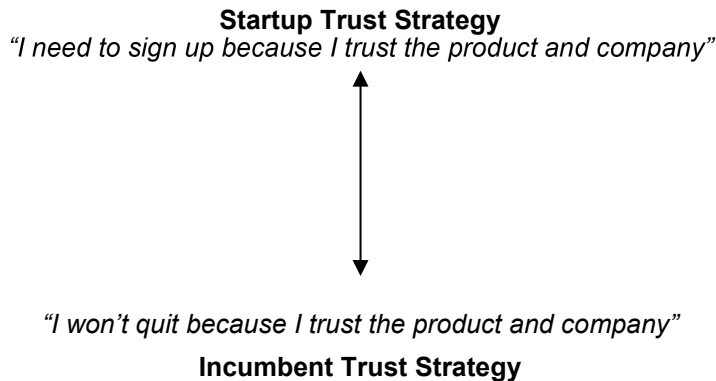 Startup Trust Strategy
“I need to sign up because I trust the product and company”
“I won’t quit because I trust the product and company”
Incumbent Trust Strategy